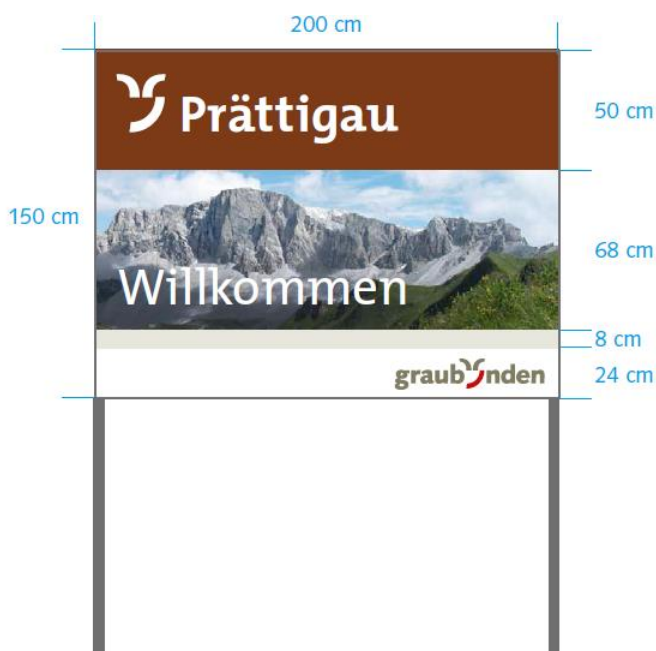 200 cm
Prättigau
50 cm
150 cm
68 cm
Willkommen
8 cm
graubünden
24 cm